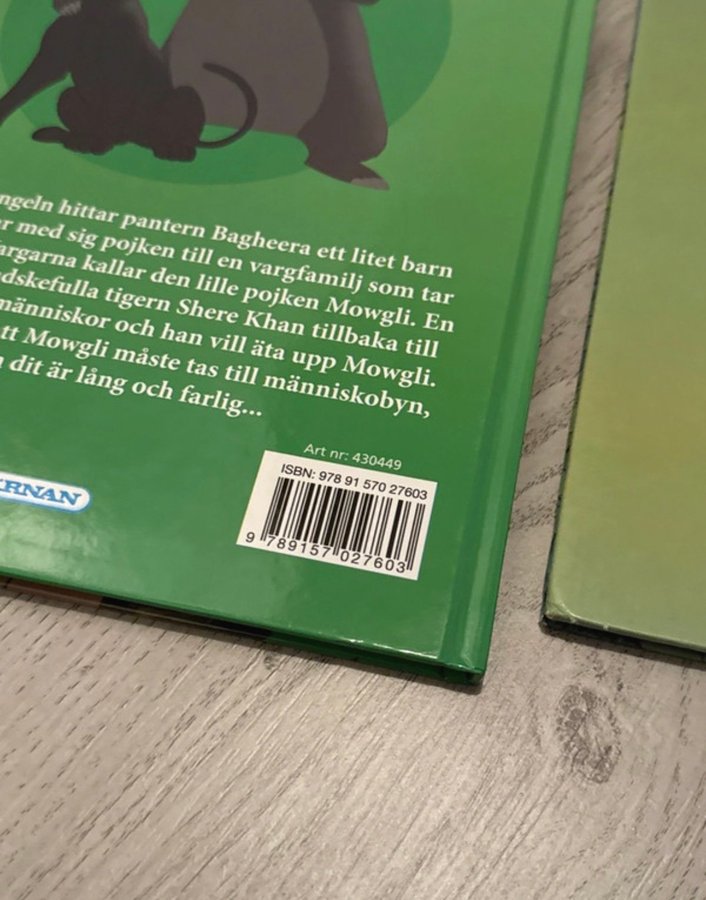 ngeln hittar pantern Bagheera ett litet barn
ar med sig pojken till en vargfamilj som tar
argarna kallar den lille pojken Mowgli. En
dskefulla tigern Shere Khan tillbaka till
människor och han vill äta upp Mowgli.
tt Mowgli måste tas till människobyn,
n dit är lång och farlig...
Art nr: 430449
ISBN: 978 91 570 27603
9 789157 027603
RNAN